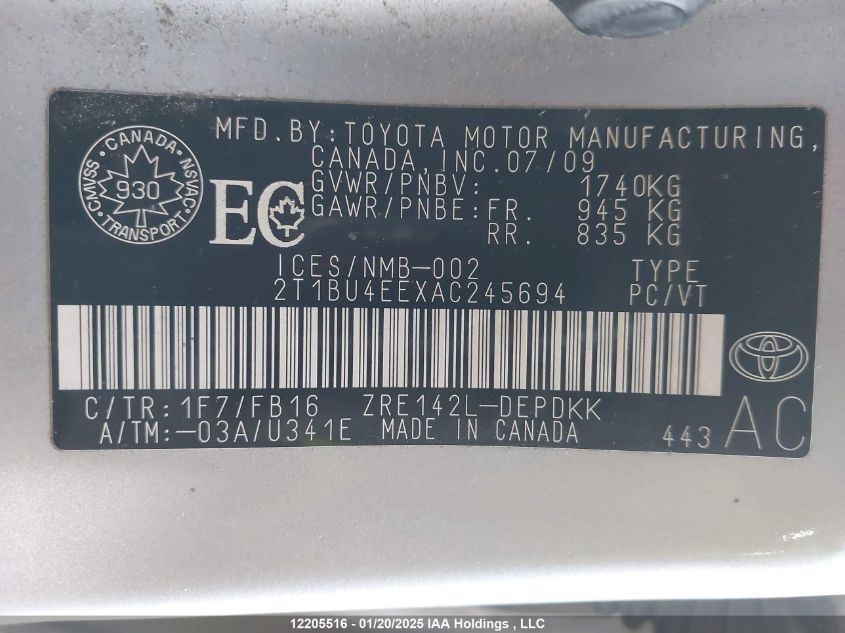 CANADA
CMVSS
NSVAC
930
TRANSPORT
EC
MFD.BY:TOYOTA MOTOR MANUFACTURING,
CANADA,INC.07/09
GVWR/PNBV: 1740KG
GAWR/PNBE:FR. 945 KG
RR. 835 KG
ICES/NMB-002 TYPE
2T1BU4EEXAC245694 PC/VT
C/TR:1F7/FB16 ZRE142L-DEPDKK
A/TM:-03A/U341E MADE IN CANADA 443 AC
12205516 - 01/20/2025 IAA Holdings , LLC